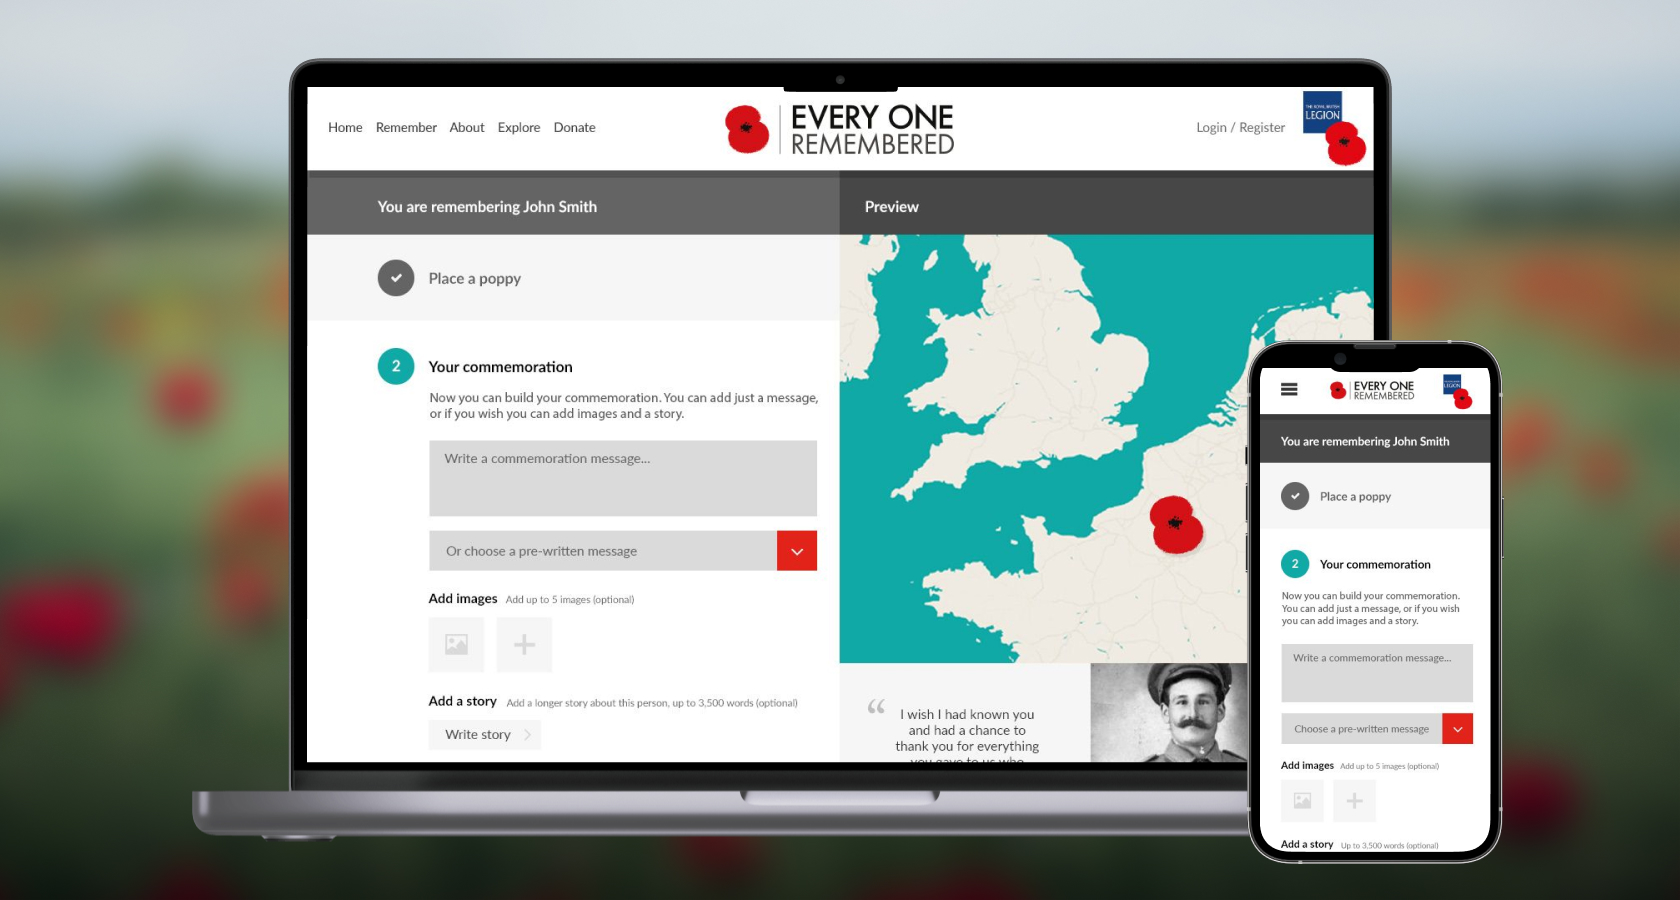 Home Remember About Explore Donate
EVERY ONE
REMEMBERED
Login / Register
THE ROYAL BRITISH
LEGION
You are remembering John Smith
Preview
Place a poppy
2
Your commemoration
Now you can build your commemoration. You can add just a message,
or if you wish you can add images and a story.
Write a commemoration message...
Or choose a pre-written message
Add images Add up to 5 images (optional)
Add a story Add a longer story about this person, up to 3,500 words (optional)
Write story
“ I wish I had known you
and had a chance to
thank you for everything
you gave to us who
EVERY ONE
REMEMBERED
LEGION
You are remembering John Smith
Place a poppy
2
Your commemoration
Now you can build your commemoration.
You can add just a message, or if you wish
you can add images and a story.
Write a commemoration message...
Choose a pre-written message
Add images Add up to 5 images (optional)
Add a story Up to 3,500 words (optional)